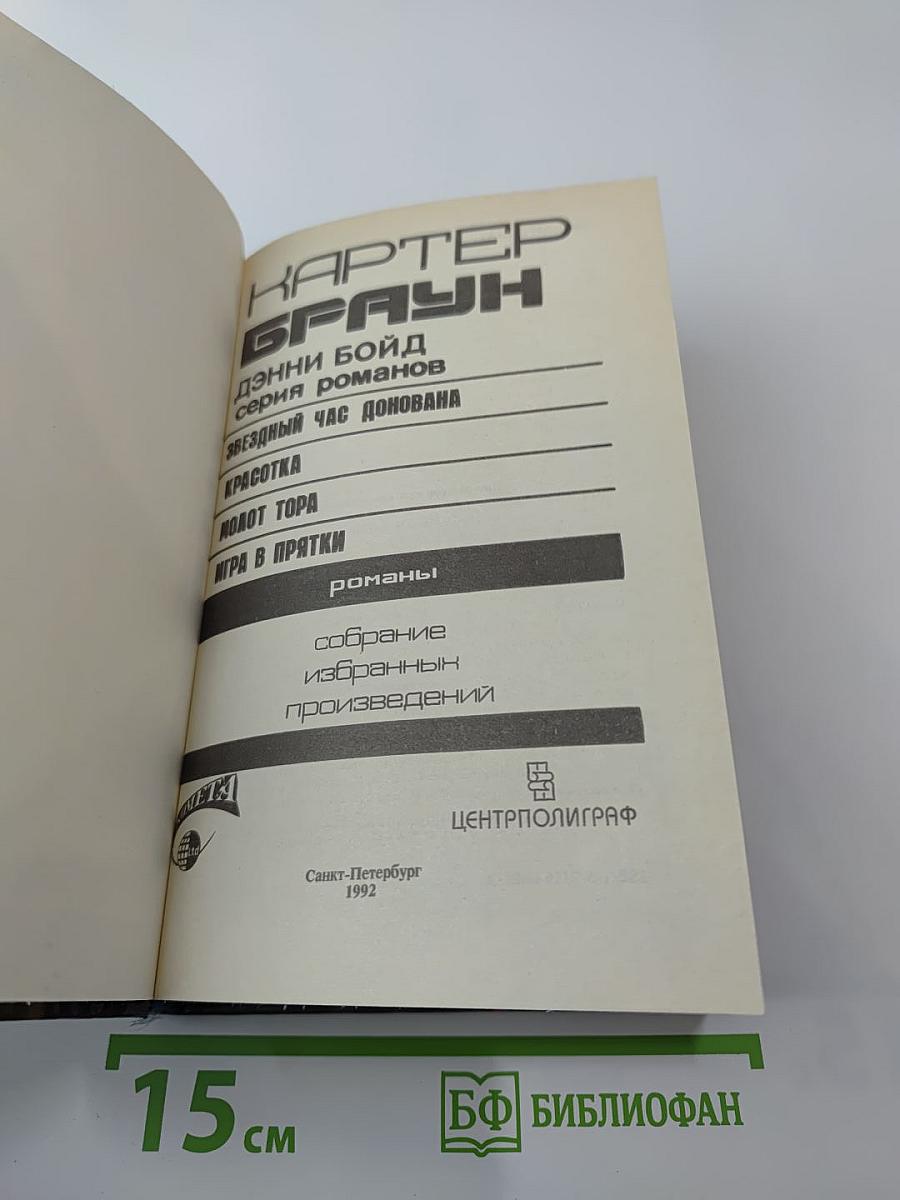 КАРТЕР
БРАУН
ДЭННИ БОЙД
серия романов
ЗВЕЗДНЫЙ ЧАС ДОНОВАНА
КРАСОТКА
МОЛОТ ТОРА
ИГРА В ПРЯТКИ
романы
собрание
избранных
произведений
Ltd
ЦЕНТРПОЛИГРАФ
Санкт-Петербург
1992
15 см
БФ БИБЛИОФАН